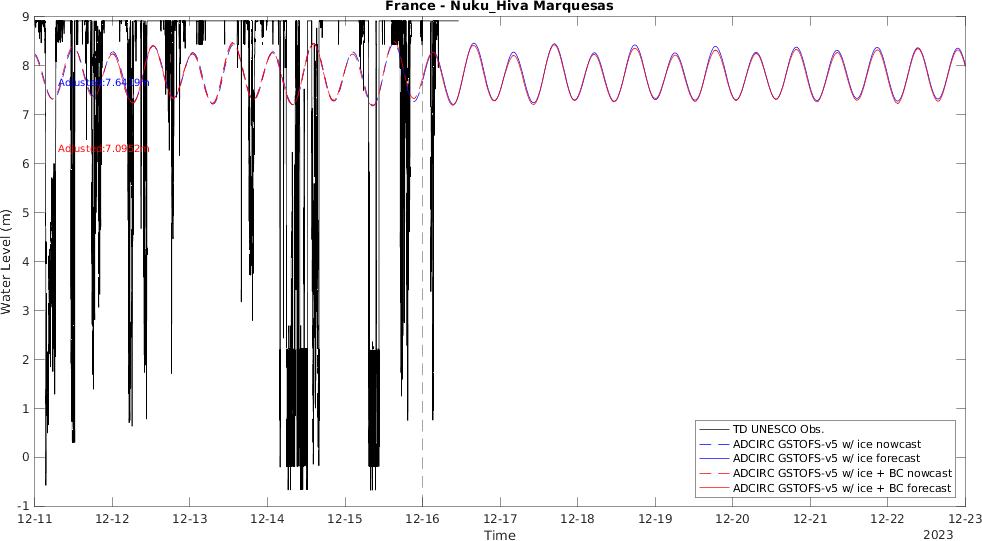 France - Nuku_Hiva Marquesas
9
8
7
6
5
4
3
2
1
0
-1
Water Level (m)
Adjusted:7.0952m
12-11
12-12
12-13
12-14
12-15
12-16
12-17
12-18
12-19
12-20
12-21
12-22
12-23
Time
2023
TD UNESCO Obs.
ADCIRC GSTOFS-v5 w/ ice nowcast
ADCIRC GSTOFS-v5 w/ ice forecast
ADCIRC GSTOFS-v5 w/ ice + BC nowcast
ADCIRC GSTOFS-v5 w/ ice + BC forecast